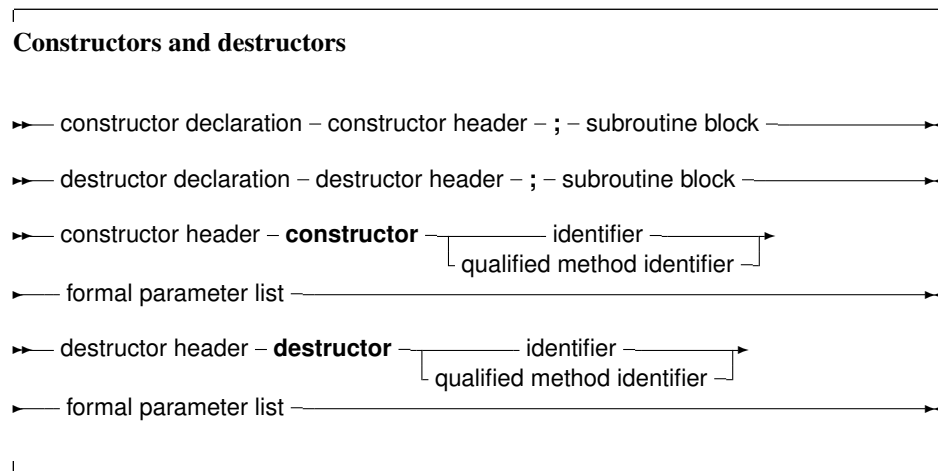 Constructors and destructors
constructor declaration – constructor header – ; – subroutine block
destructor declaration – destructor header – ; – subroutine block
constructor header – constructor – identifier
qualified method identifier
formal parameter list
destructor header – destructor – identifier
qualified method identifier
formal parameter list